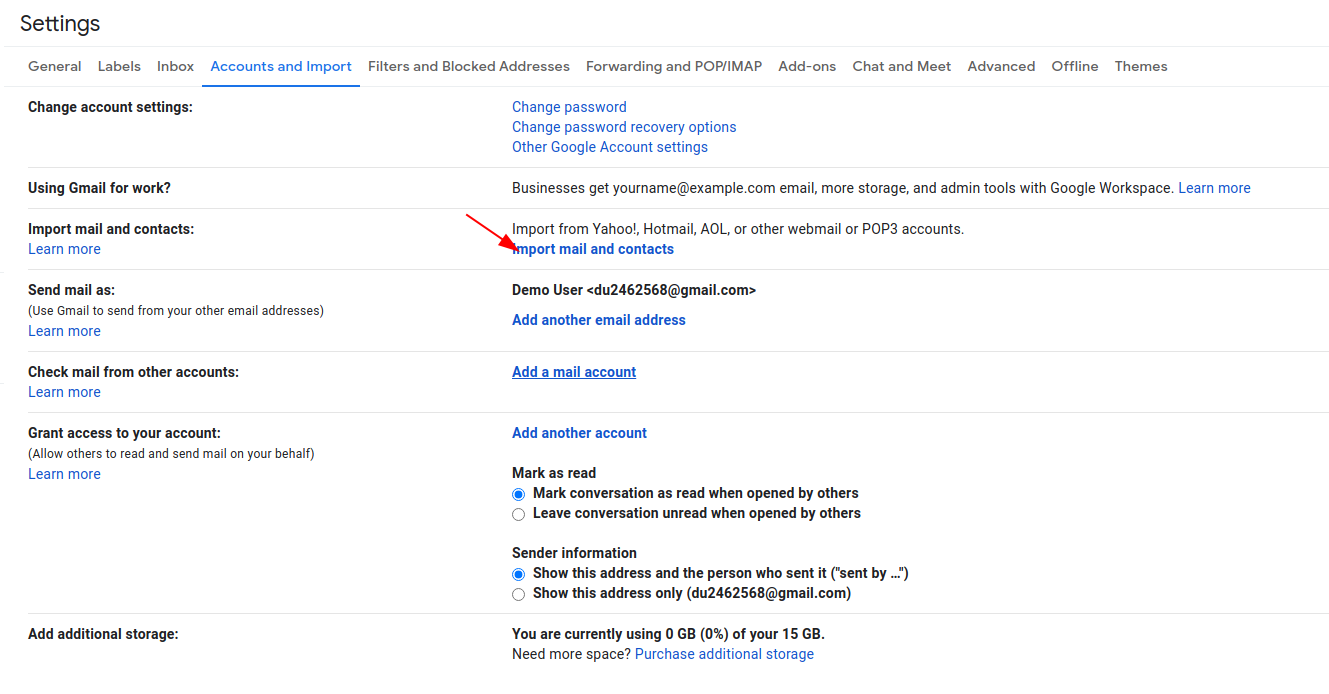 Settings
General Labels Inbox Accounts and Import Filters and Blocked Addresses Forwarding and POP/IMAP Add-ons Chat and Meet Advanced Offline Themes
Change account settings: Change password
Change password recovery options
Other Google Account settings
Using Gmail for work? Businesses get yourname@example.com email, more storage, and admin tools with Google Workspace. Learn more
Import mail and contacts: Import from Yahoo!, Hotmail, AOL, or other webmail or POP3 accounts.
Learn more Import mail and contacts
Send mail as: Demo User <du2462568@gmail.com>
(Use Gmail to send from your other email addresses)
Add another email address
Learn more
Check mail from other accounts: Add a mail account
Learn more
Grant access to your account: Add another account
(Allow others to read and send mail on your behalf)
Learn more Mark as read
Mark conversation as read when opened by others
Leave conversation unread when opened by others
Sender information
Show this address and the person who sent it ("sent by …")
Show this address only (du2462568@gmail.com)
Add additional storage: You are currently using 0 GB (0%) of your 15 GB.
Need more space? Purchase additional storage